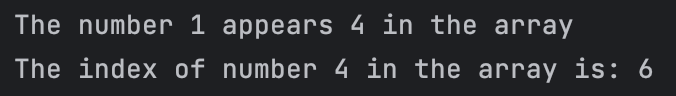 The number 1 appears 4 in the array
The index of number 4 in the array is: 6